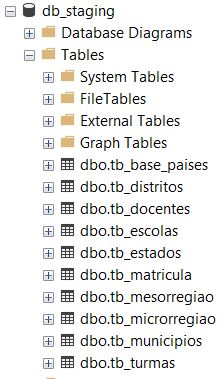 db_staging
Database Diagrams
Tables
System Tables
FileTables
External Tables
Graph Tables
dbo.tb_base_paises
dbo.tb_distritos
dbo.tb_docentes
dbo.tb_escolas
dbo.tb_estados
dbo.tb_matricula
dbo.tb_mesorregiao
dbo.tb_microrregiao
dbo.tb_municipios
dbo.tb_turmas